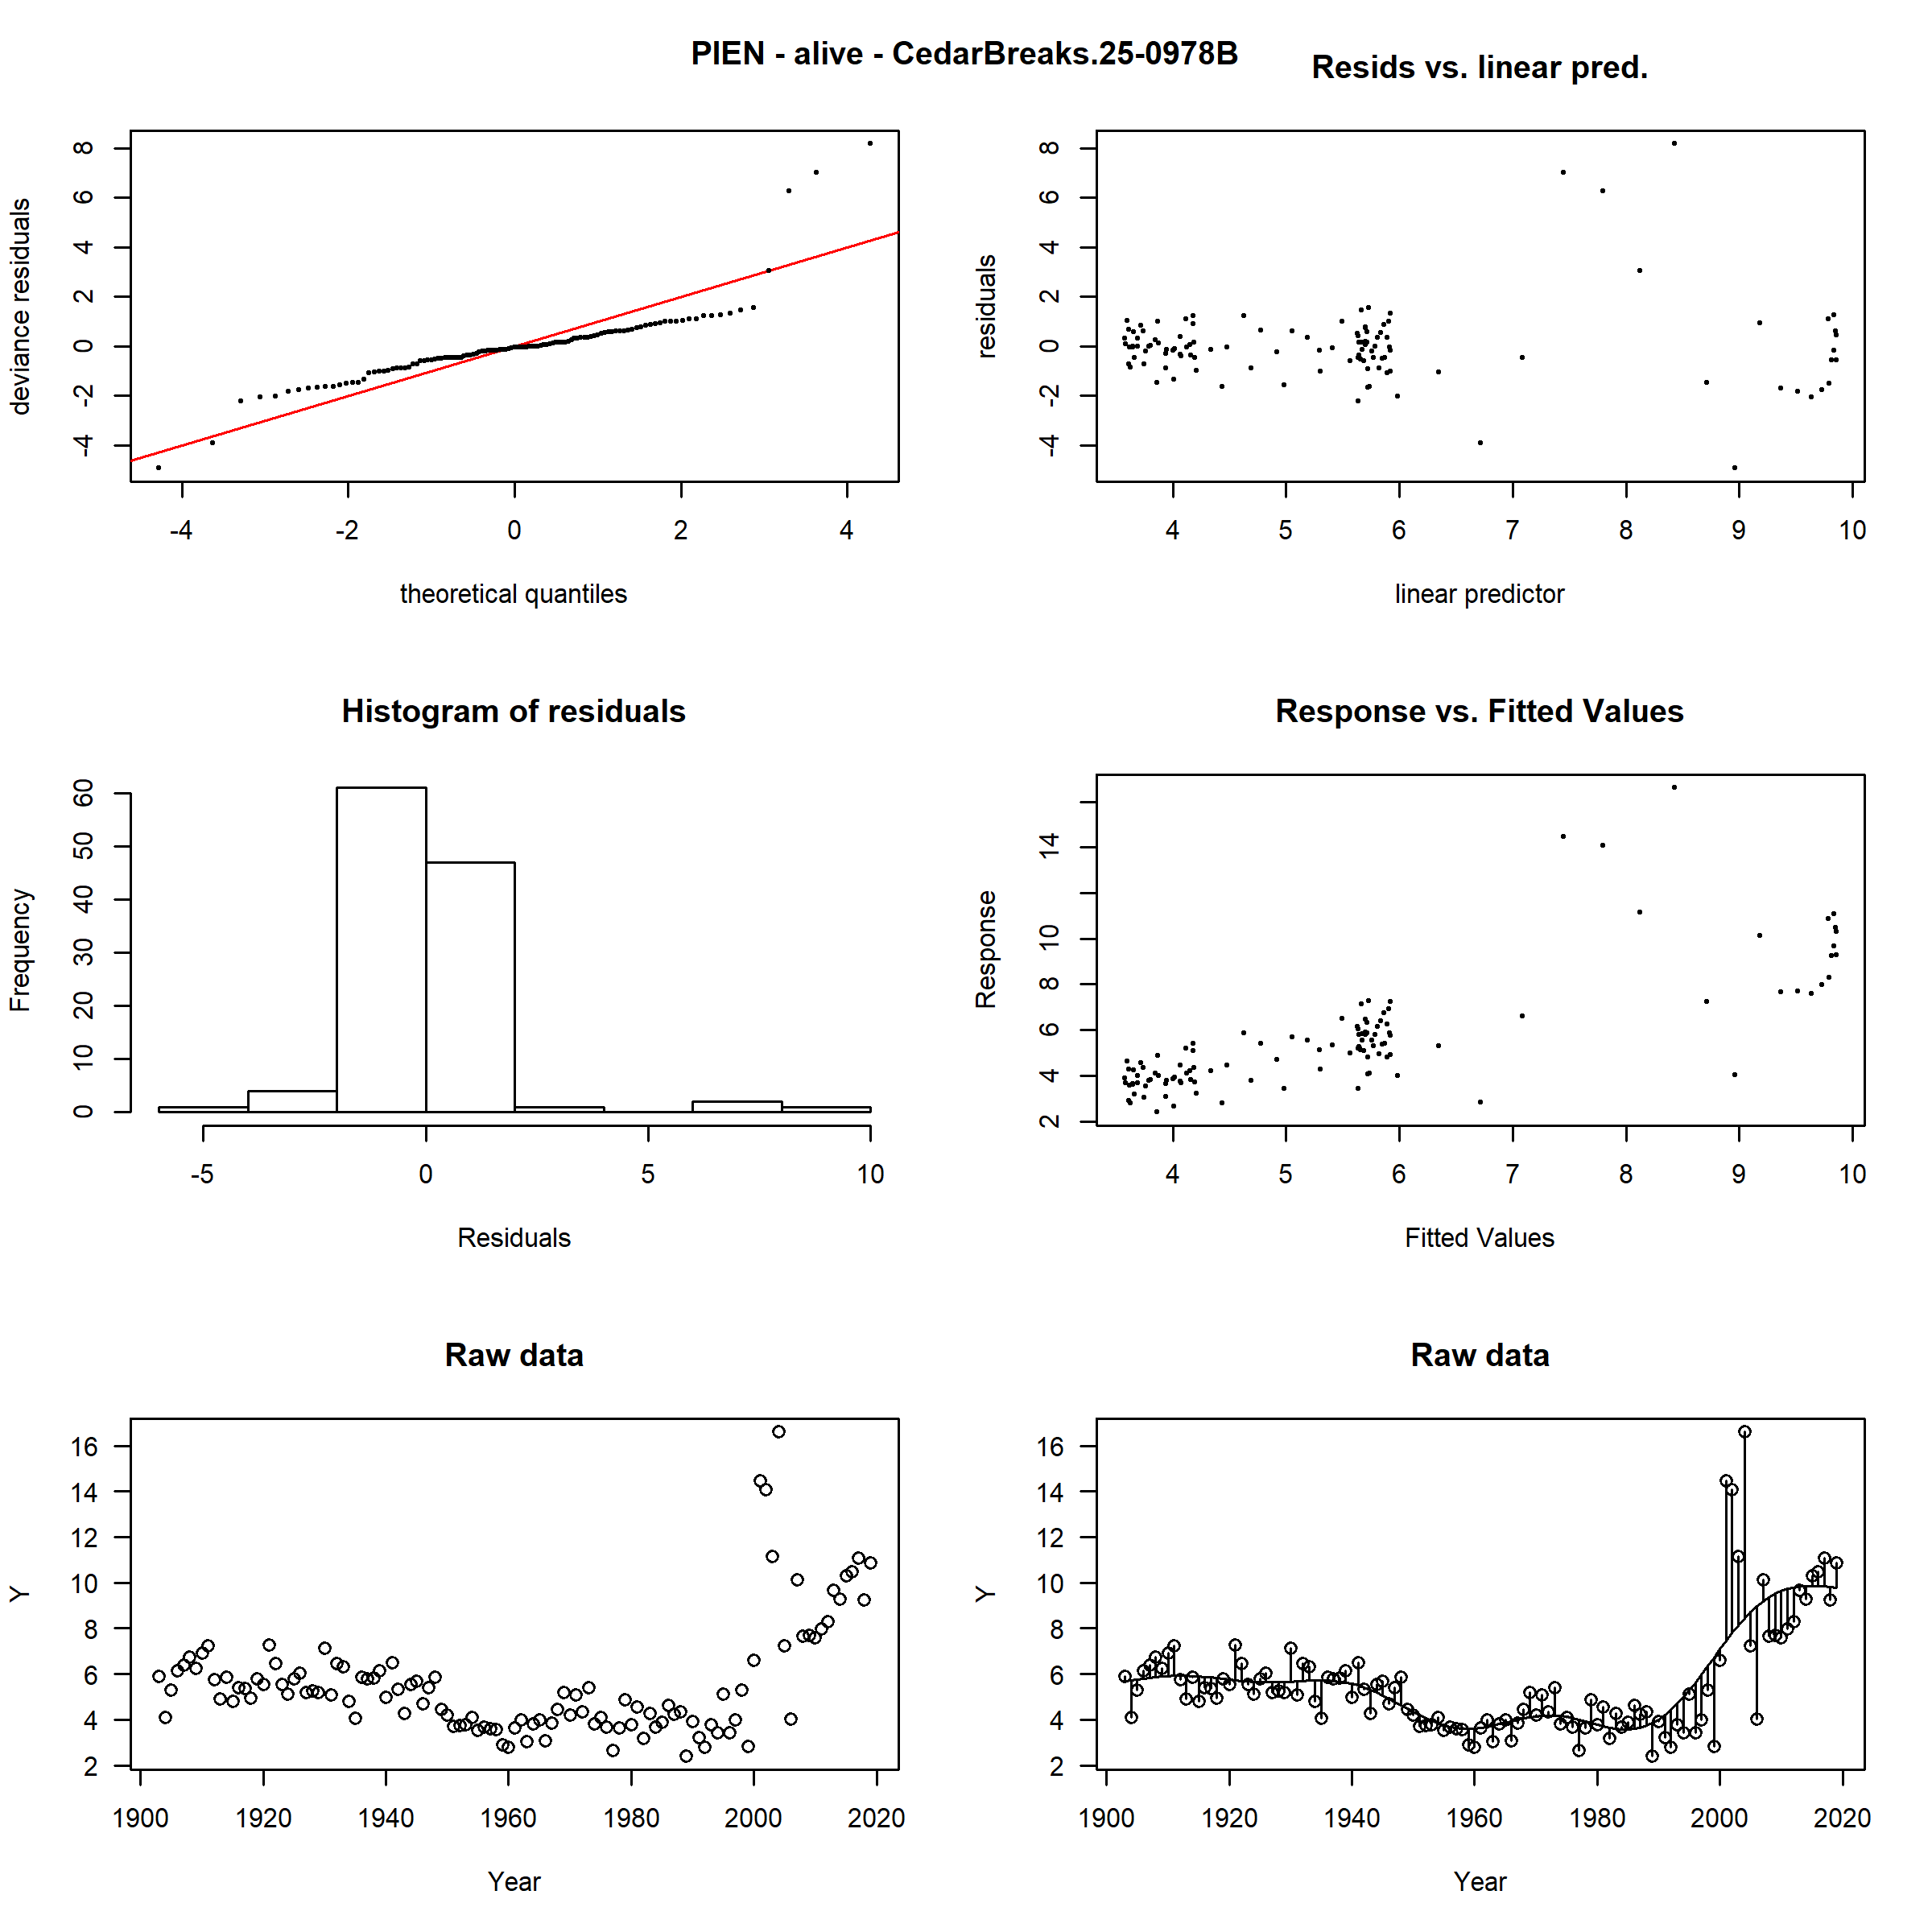 PIEN - alive - CedarBreaks.25-0978B
Resids vs. linear pred.
deviance residuals
8
6
4
2
0
-2
-4
-4 -2 0 2 4
theoretical quantiles
residuals
8
6
4
2
0
-2
-4
4 5 6 7 8 9 10
linear predictor
Histogram of residuals
Frequency
60
50
40
30
20
10
0
-5 0 5 10
Residuals
Response vs. Fitted Values
Response
14
10
8
6
4
2
4 5 6 7 8 9 10
Fitted Values
Raw data
Y
16
14
12
10
8
6
4
2
1900 1920 1940 1960 1980 2000 2020
Year
Raw data
Y
16
14
12
10
8
6
4
2
1900 1920 1940 1960 1980 2000 2020
Year